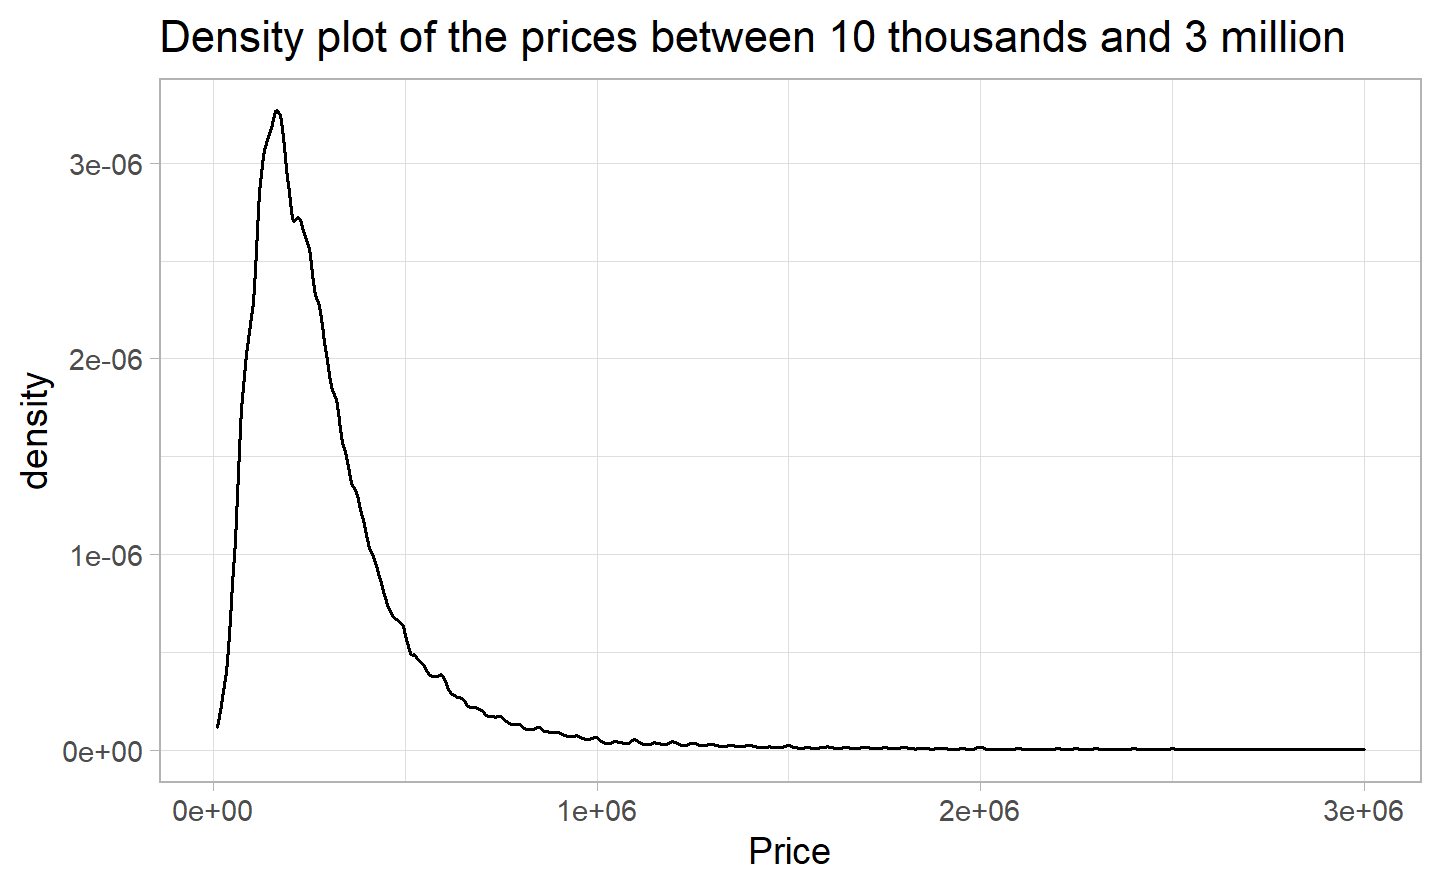 Density plot of the prices between 10 thousands and 3 million
3e-06
2e-06
1e-06
0e+00
density
0e+00
1e+06
2e+06
3e+06
Price